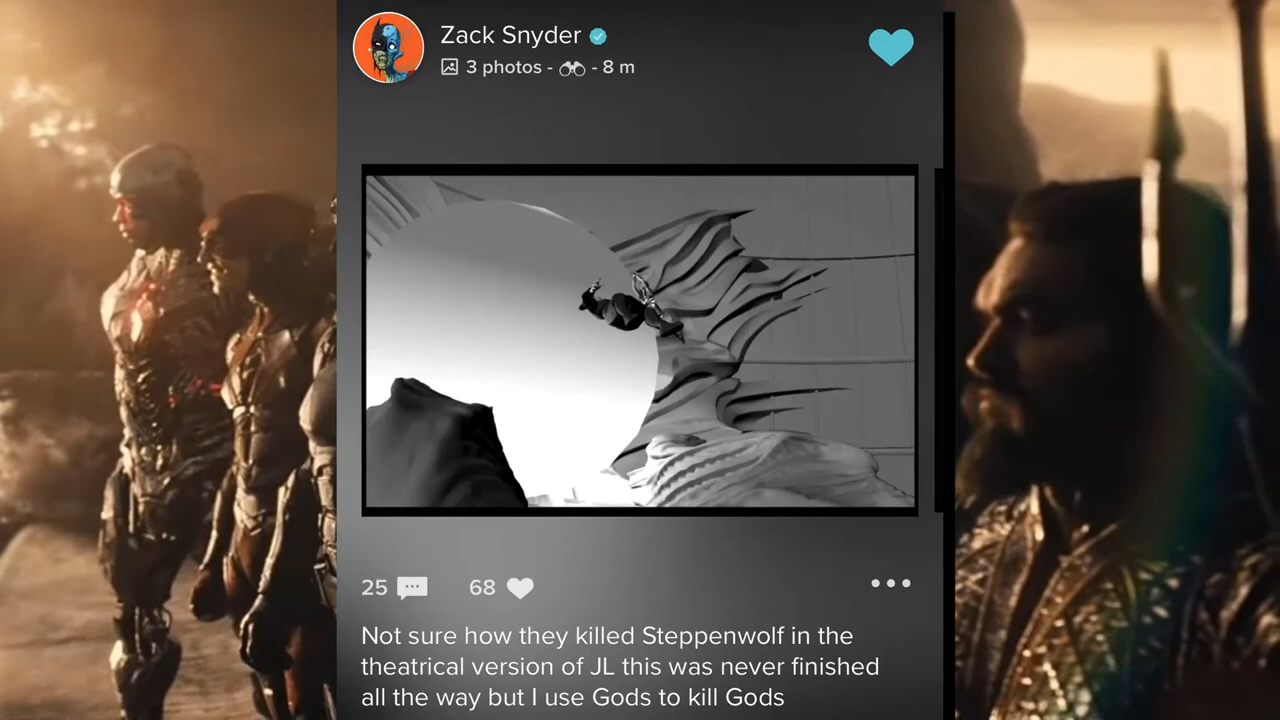 Zack Snyder
3 photos - - 8 m
25 68
Not sure how they killed Steppenwolf in the
theatrical version of JL this was never finished
all the way but I use Gods to kill Gods